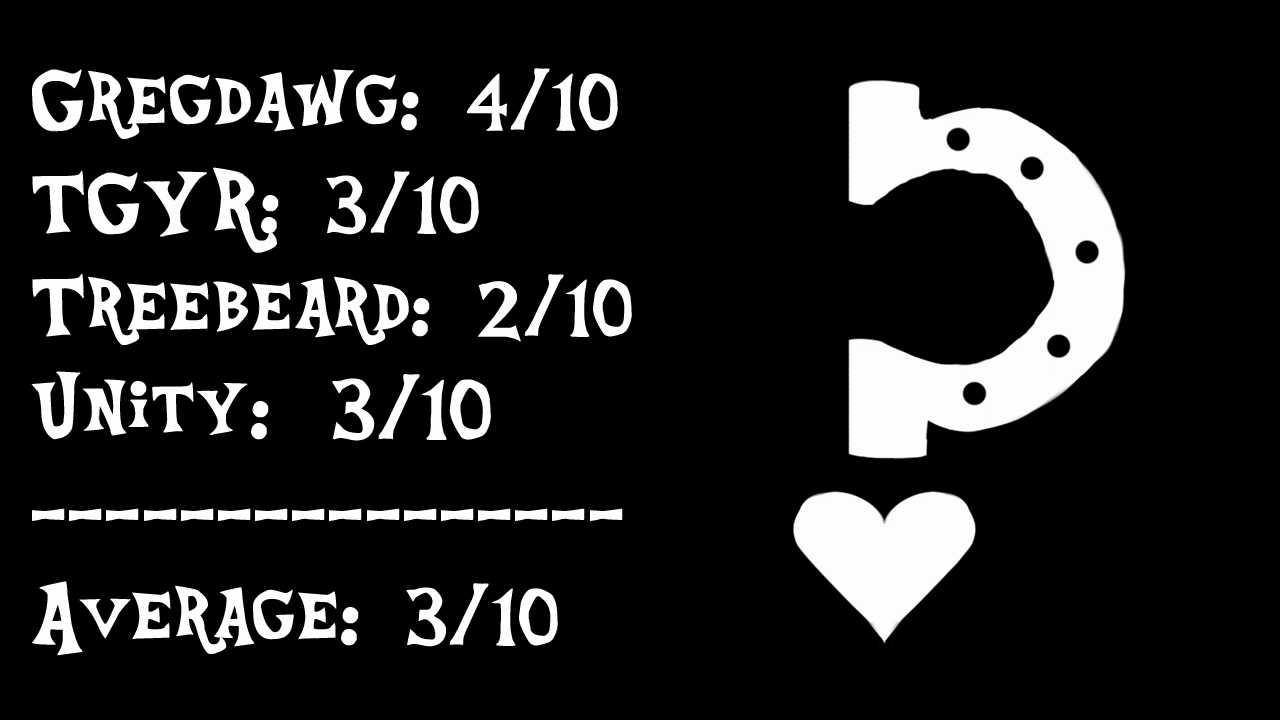 Gregdawg: 4/10
TGYR: 3/10
Treebeard: 2/10
Unity: 3/10
-----------------
Average: 3/10